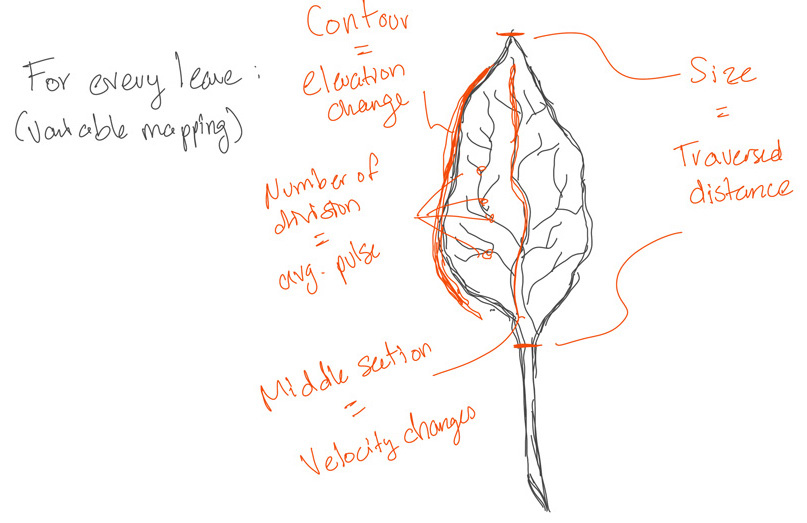 For every leave :
(variable mapping)
Contour
=
elevation
change
Size
=
Traversed
distance
Number of
division
=
avg. pulse
Middle section
=
Velocity changes